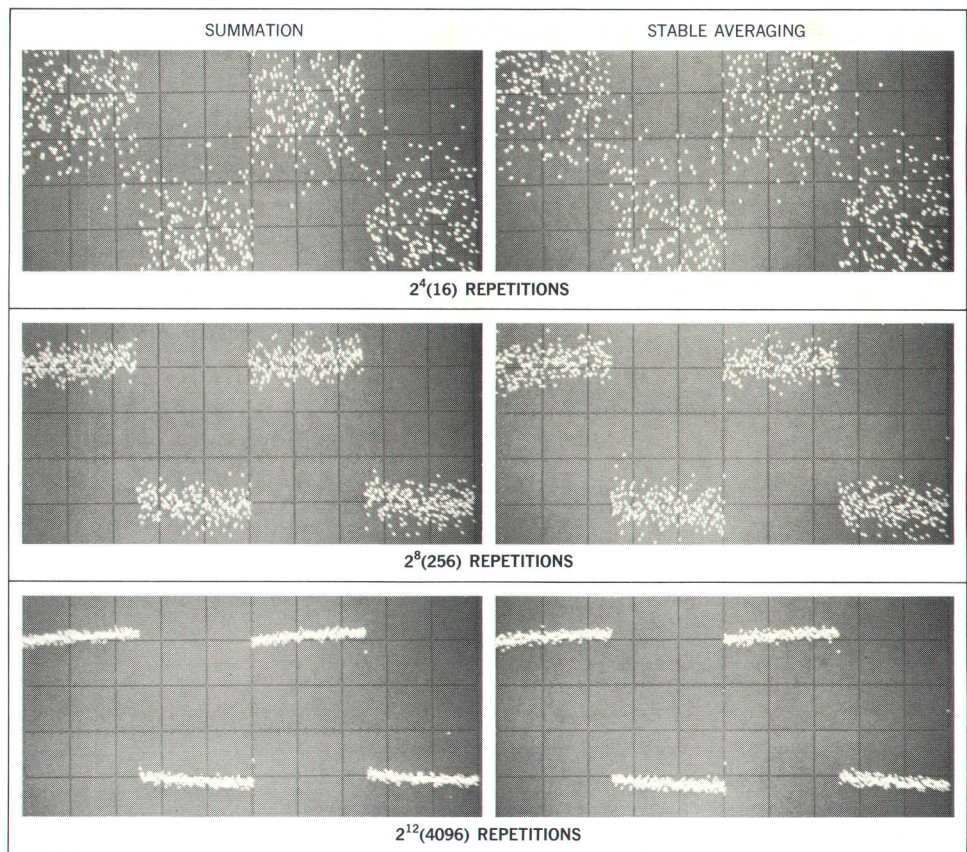 SUMMATION
STABLE AVERAGING
2⁴(16) REPETITIONS
2⁸(256) REPETITIONS
2¹²(4096) REPETITIONS